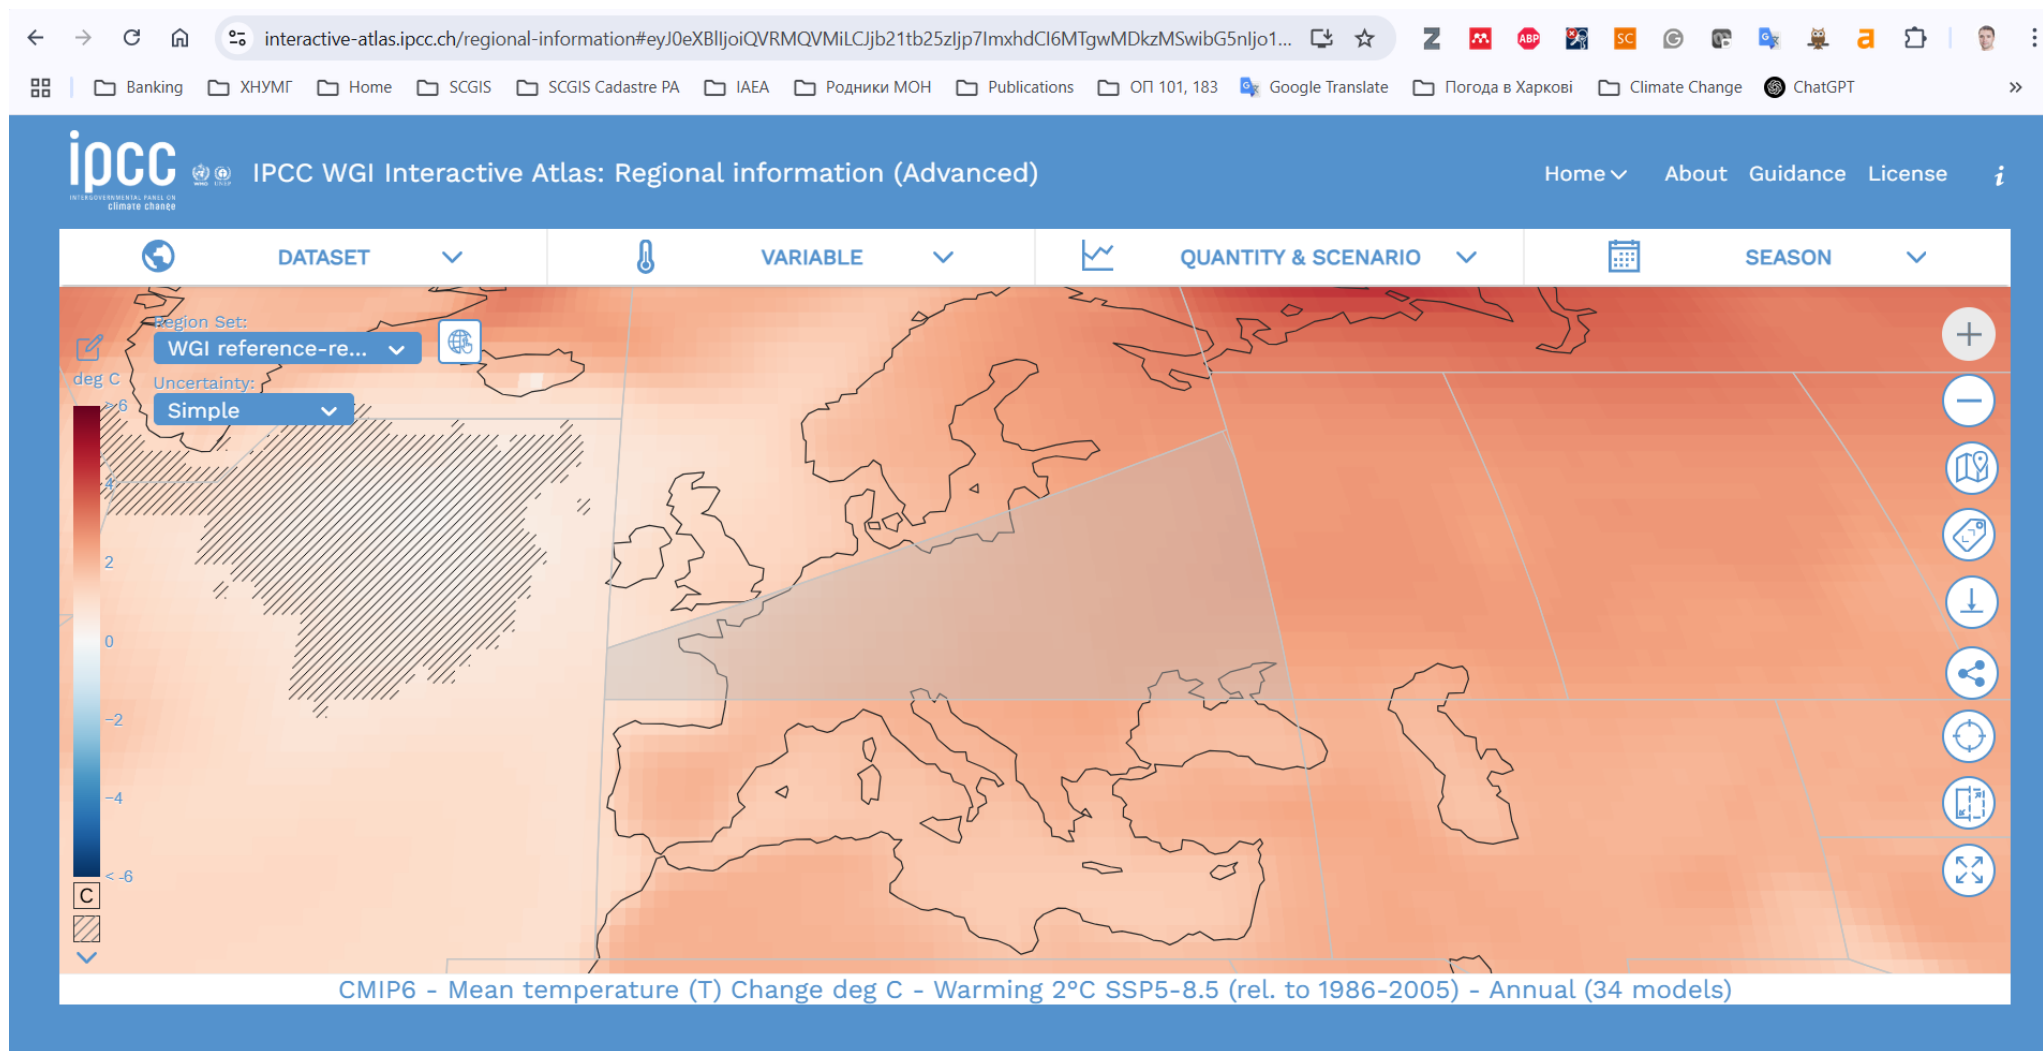 interactive-atlas.ipcc.ch/regional-information#eyJ0eXBlIjoiQVRMQVMiLCJjb21tb25zIjp7ImxhdCI6MTgwMDkzMSwibG5nIjo1...
Banking ХНУМГ Home SCGIS SCGIS Cadastre PA IAEA Родники МОН Publications ОП 101, 183 Google Translate Погода в Харкові Climate Change ChatGPT
ipcc
INTERGOVERNMENTAL PANEL ON
climate change
WMO UNEP
IPCC WGI Interactive Atlas: Regional information (Advanced)
Home About Guidance License i
DATASET VARIABLE QUANTITY & SCENARIO SEASON
Region Set:
WGI reference-re...
deg C
Uncertainty:
Simple
> 6
4
2
0
-2
-4
< -6
C
CMIP6 - Mean temperature (T) Change deg C - Warming 2°C SSP5-8.5 (rel. to 1986-2005) - Annual (34 models)